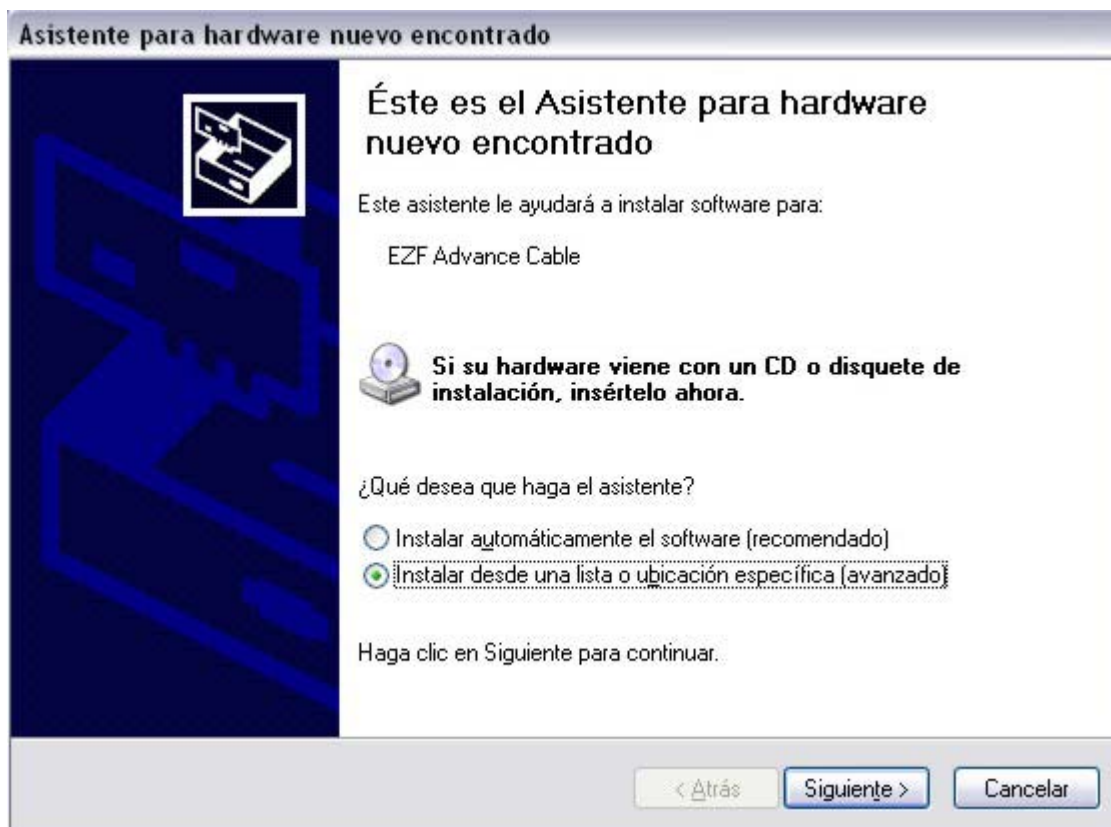 Asistente para hardware nuevo encontrado
Éste es el Asistente para hardware
nuevo encontrado
Este asistente le ayudará a instalar software para:
EZF Advance Cable
Si su hardware viene con un CD o disquete de
instalación, insértelo ahora.
¿Qué desea que haga el asistente?
Instalar automáticamente el software (recomendado)
Instalar desde una lista o ubicación específica (avanzado)
Haga clic en Siguiente para continuar.
< Atrás
Siguiente >
Cancelar